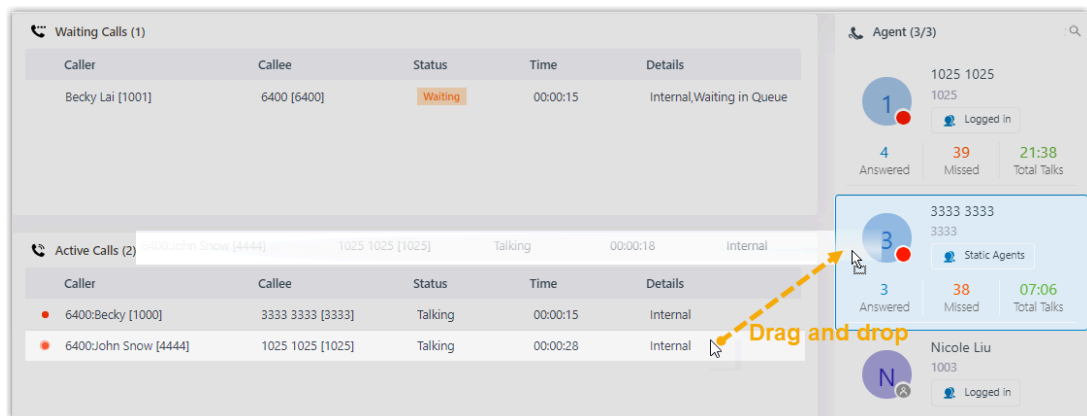 Waiting Calls (1)
Caller Callee Status Time Details
Becky Lai [1001] 6400 [6400] Waiting 00:00:15 Internal,Waiting in Queue
Active Calls (2)
6400:John Snow [4444] 1025 1025 [1025] Talking 00:00:18 Internal
Caller Callee Status Time Details
6400:Becky [1000] 3333 3333 [3333] Talking 00:00:15 Internal
6400:John Snow [4444] 1025 1025 [1025] Talking 00:00:28 Internal
Drag and drop
Agent (3/3)
1025 1025
1
1025
Logged in
4 39 21:38
Answered Missed Total Talks
3333 3333
3
3333
Static Agents
3 38 07:06
Answered Missed Total Talks
Nicole Liu
N
1003
Logged in